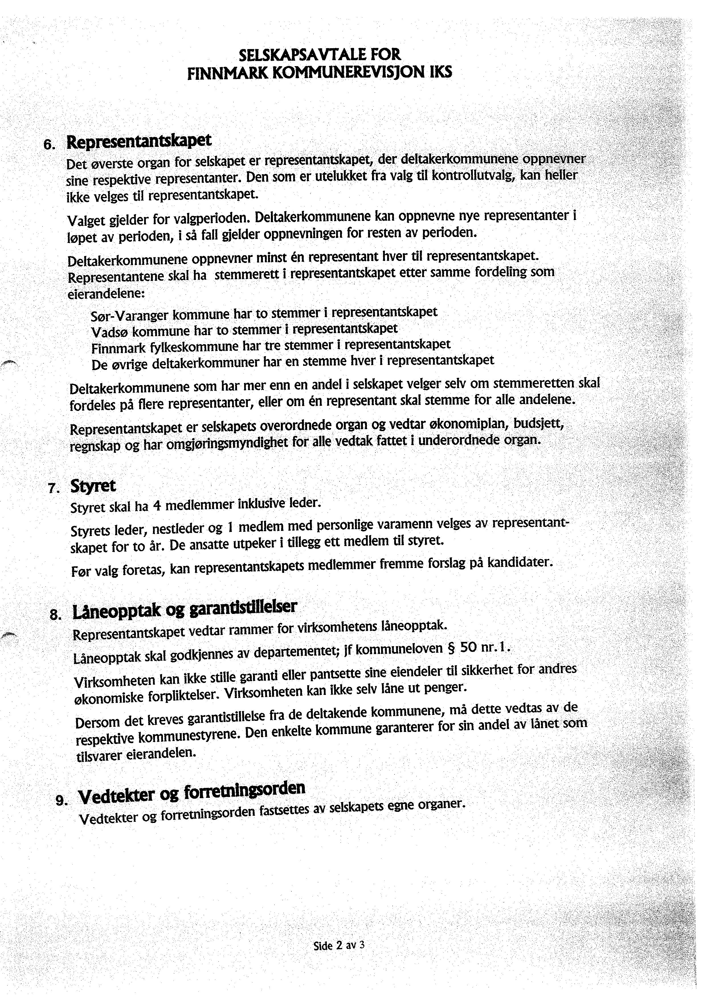 SELSKAPSAVTALE FOR
FINNMARK KOMMUNEREVISJON IKS
6. Representantskapet
Det øverste organ for selskapet er representantskapet, der deltakerkommunene oppnevner
sine respektive representanter. Den som er utelukket fra valg til kontrollutvalg, kan heller
ikke velges til representantskapet.
Valget gjelder for valgperioden. Deltakerkommunene kan oppnevne nye representanter i
løpet av perioden, i så fall gjelder oppnevningen for resten av perioden.
Deltakerkommunene oppnevner minst én representant hver til representantskapet.
Representantene skal ha stemmerett i representantskapet etter samme fordeling som
eierandelene:
Sør-Varanger kommune har to stemmer i representantskapet
Vadsø kommune har to stemmer i representantskapet
Finnmark fylkeskommune har tre stemmer i representantskapet
De øvrige deltakerkommuner har en stemme hver i representantskapet
Deltakerkommunene som har mer enn en andel i selskapet velger selv om stemmeretten skal
fordeles på flere representanter, eller om én representant skal stemme for alle andelene.
Representantskapet er selskapets overordnede organ og vedtar økonomiplan, budsjett,
regnskap og har omgjøringsmyndighet for alle vedtak fattet i underordnede organ.
7. Styret
Styret skal ha 4 medlemmer inklusive leder.
Styrets leder, nestleder og 1 medlem med personlige varamenn velges av representant-
skapet for to år. De ansatte utpeker i tillegg ett medlem til styret.
Før valg foretas, kan representantskapets medlemmer fremme forslag på kandidater.
8. Låneopptak og garantistillelser
Representantskapet vedtar rammer for virksomhetens låneopptak.
Låneopptak skal godkjennes av departementet; jf kommuneloven § 50 nr.1.
Virksomheten kan ikke stille garanti eller pantsette sine eiendeler til sikkerhet for andres
økonomiske forpliktelser. Virksomheten kan ikke selv låne ut penger.
Dersom det kreves garantistillelse fra de deltakende kommunene, må dette vedtas av de
respektive kommunestyrene. Den enkelte kommune garanterer for sin andel av lånet som
tilsvarer eierandelen.
9. Vedtekter og forretningsorden
Vedtekter og forretningsorden fastsettes av selskapets egne organer.
Side 2 av 3